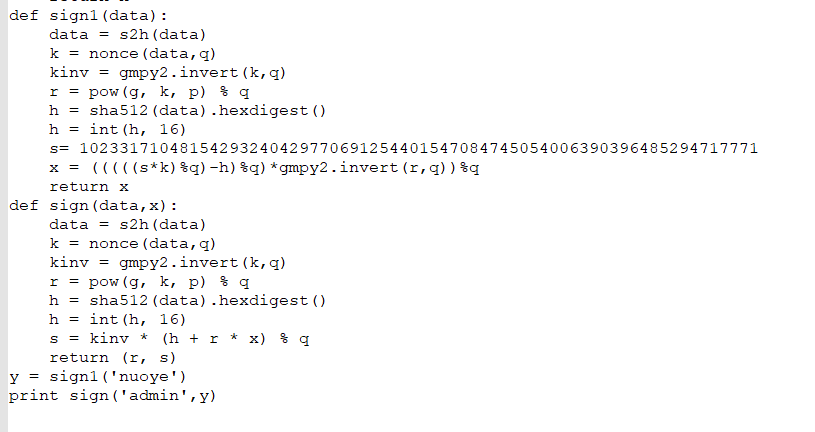 def sign1(data):
    data = s2h(data)
    k = nonce(data,q)
    kinv = gmpy2.invert(k,q)
    r = pow(g, k, p) % q
    h = sha512(data).hexdigest()
    h = int(h, 16)
    s= 102331710481542932404297706912544015470847450540063903964852947​17771
    x = (((((s*k)%q)-h)%q)*gmpy2.invert(r,q))%q
    return x
def sign(data,x):
    data = s2h(data)
    k = nonce(data,q)
    kinv = gmpy2.invert(k,q)
    r = pow(g, k, p) % q
    h = sha512(data).hexdigest()
    h = int(h, 16)
    s = kinv * (h + r * x) % q
    return (r, s)
y = sign1('nuoye')
print sign('admin',y)